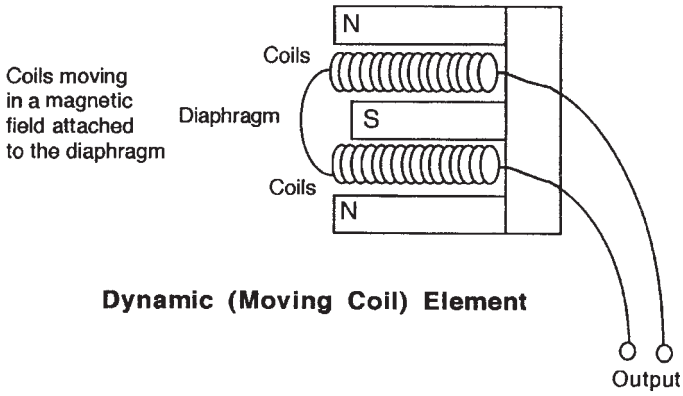 N
Coils
Coils moving
in a magnetic
field attached
to the diaphragm
Diaphragm
S
Coils
N
Dynamic (Moving Coil) Element
Output